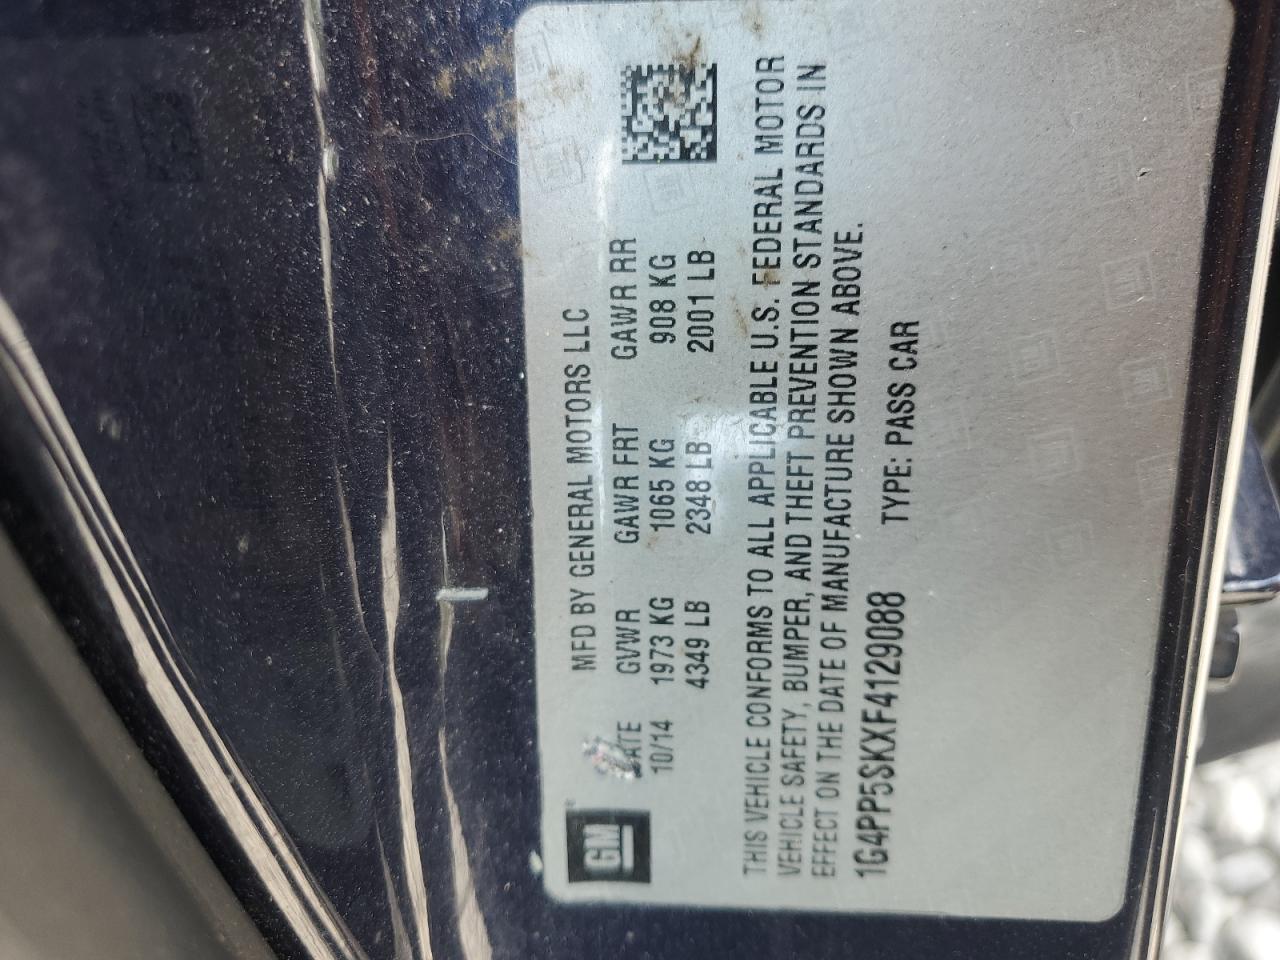 GM
MFD BY GENERAL MOTORS LLC
DATE GVWR GAWR FRT GAWR RR
10/14 1973 KG 1065 KG 908 KG
4349 LB 2348 LB 2001 LB
THIS VEHICLE CONFORMS TO ALL APPLICABLE U.S. FEDERAL MOTOR
VEHICLE SAFETY, BUMPER, AND THEFT PREVENTION STANDARDS IN
EFFECT ON THE DATE OF MANUFACTURE SHOWN ABOVE.
1G4PP5SKXF4129088 TYPE: PASS CAR